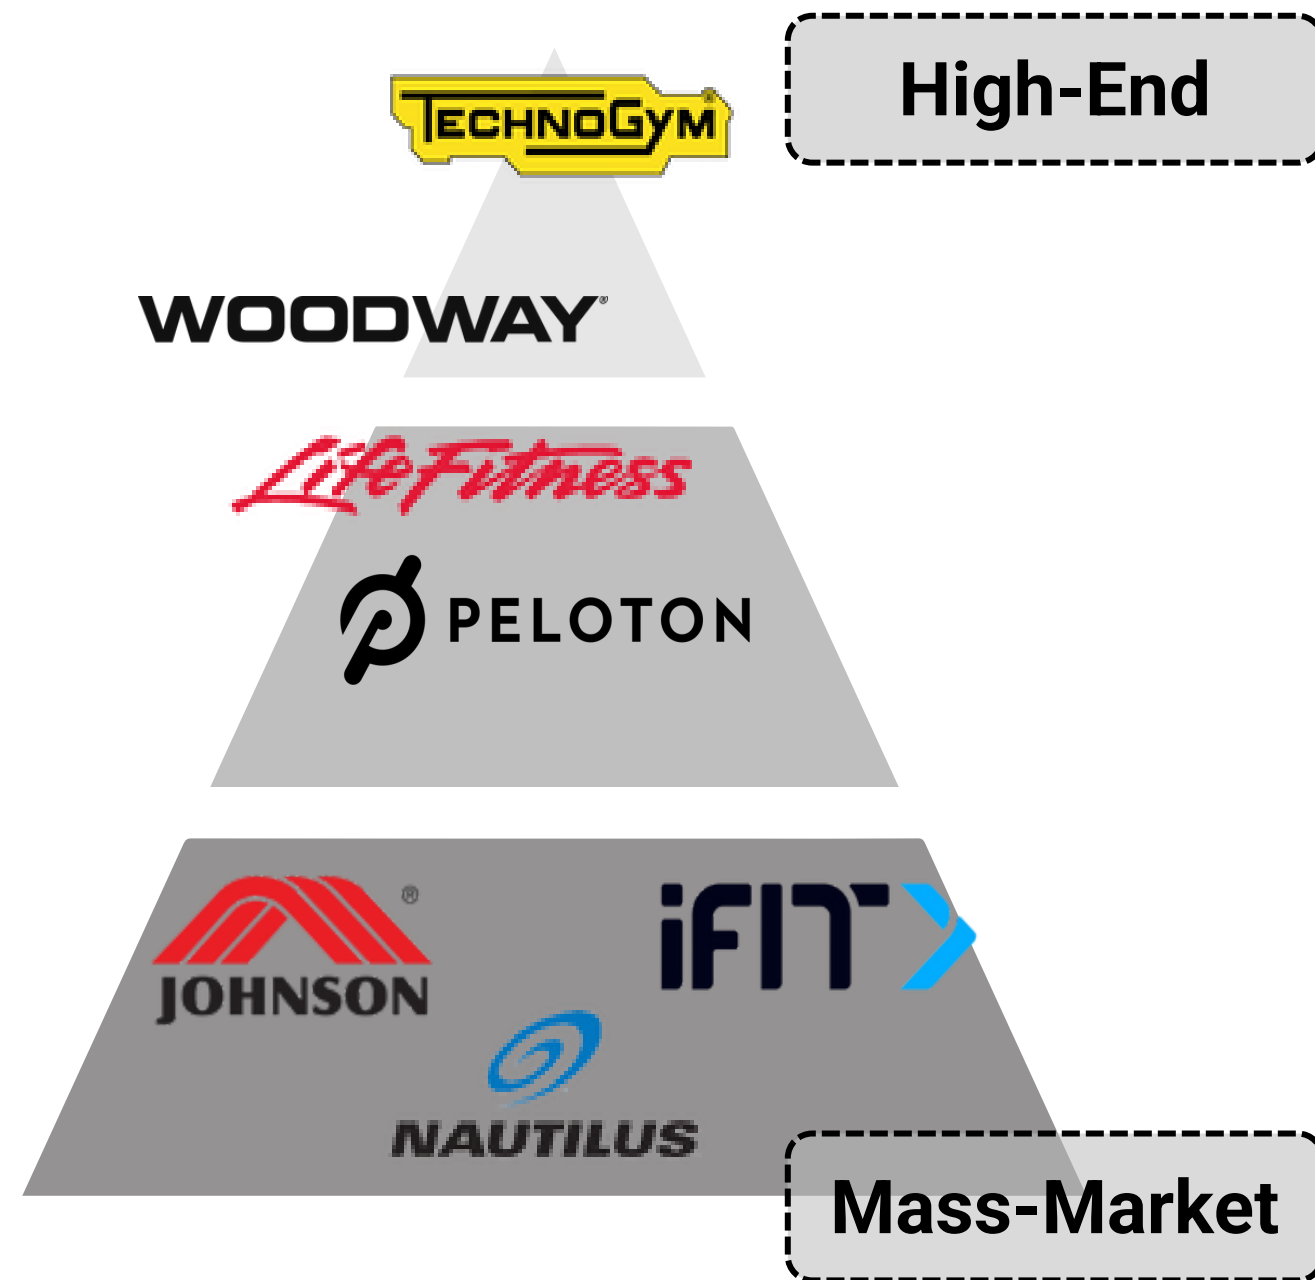 TECHNOGYM®
High-End
WOODWAY®
LifeFitness
PELOTON
®
JOHNSON
iFIT
NAUTILUS
Mass-Market